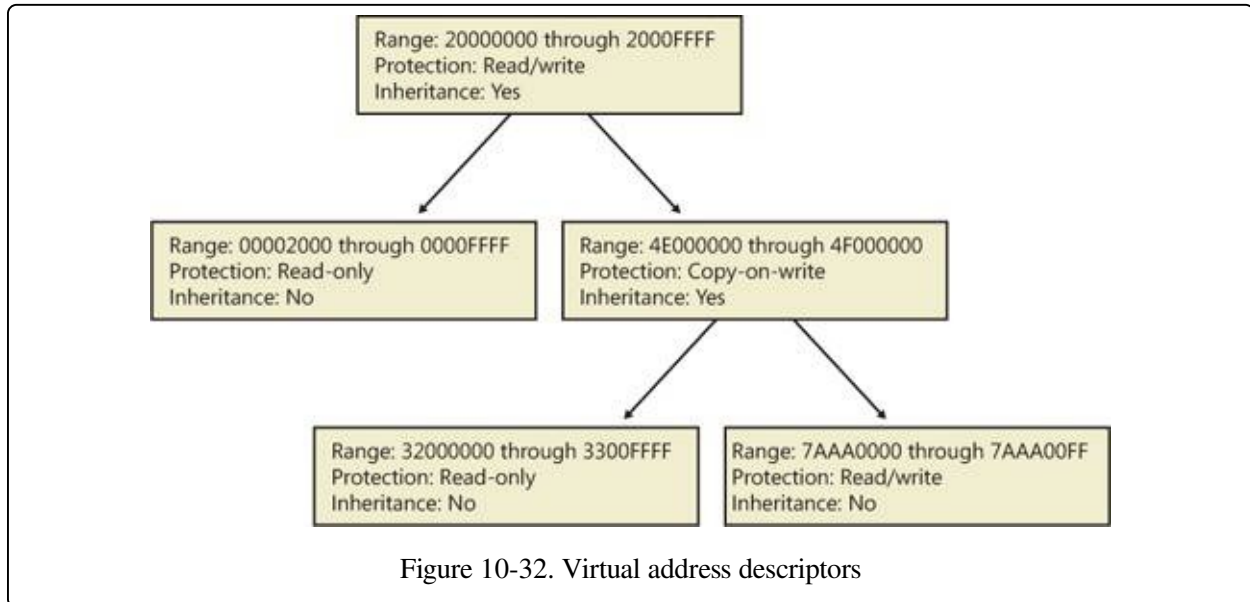 Range: 20000000 through 2000FFFF
Protection: Read/write
Inheritance: Yes
Range: 00002000 through 0000FFFF
Protection: Read-only
Inheritance: No
Range: 4E000000 through 4F000000
Protection: Copy-on-write
Inheritance: Yes
Range: 32000000 through 3300FFFF
Protection: Read-only
Inheritance: No
Range: 7AAA0000 through 7AAA00FF
Protection: Read/write
Inheritance: No
Figure 10-32. Virtual address descriptors